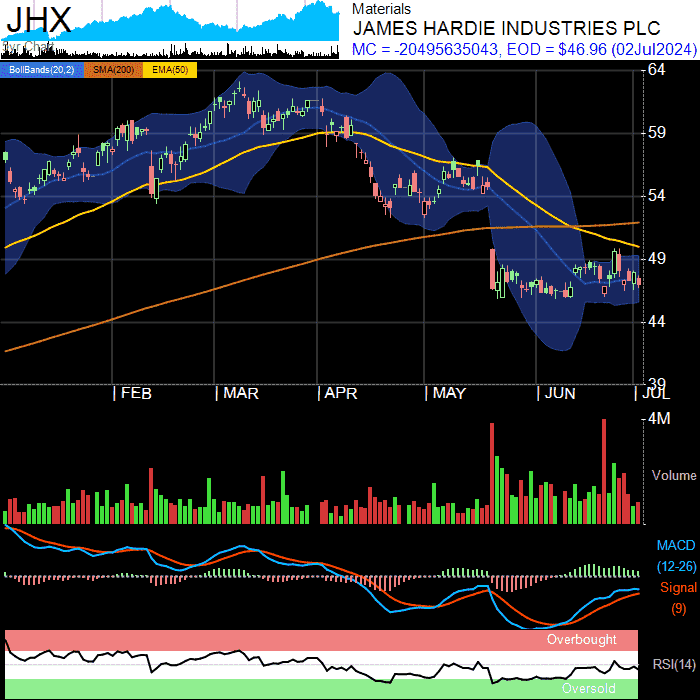 JHX
1yr Chart
Materials
JAMES HARDIE INDUSTRIES PLC
MC = -20495635043, EOD = $46.96 (02Jul2024)
BollBands(20,2) SMA(200) EMA(50)
64
59
54
49
44
39
FEB MAR APR MAY JUN JUL
4M
Volume
MACD
(12-26)
Signal
(9)
Overbought
RSI(14)
Oversold